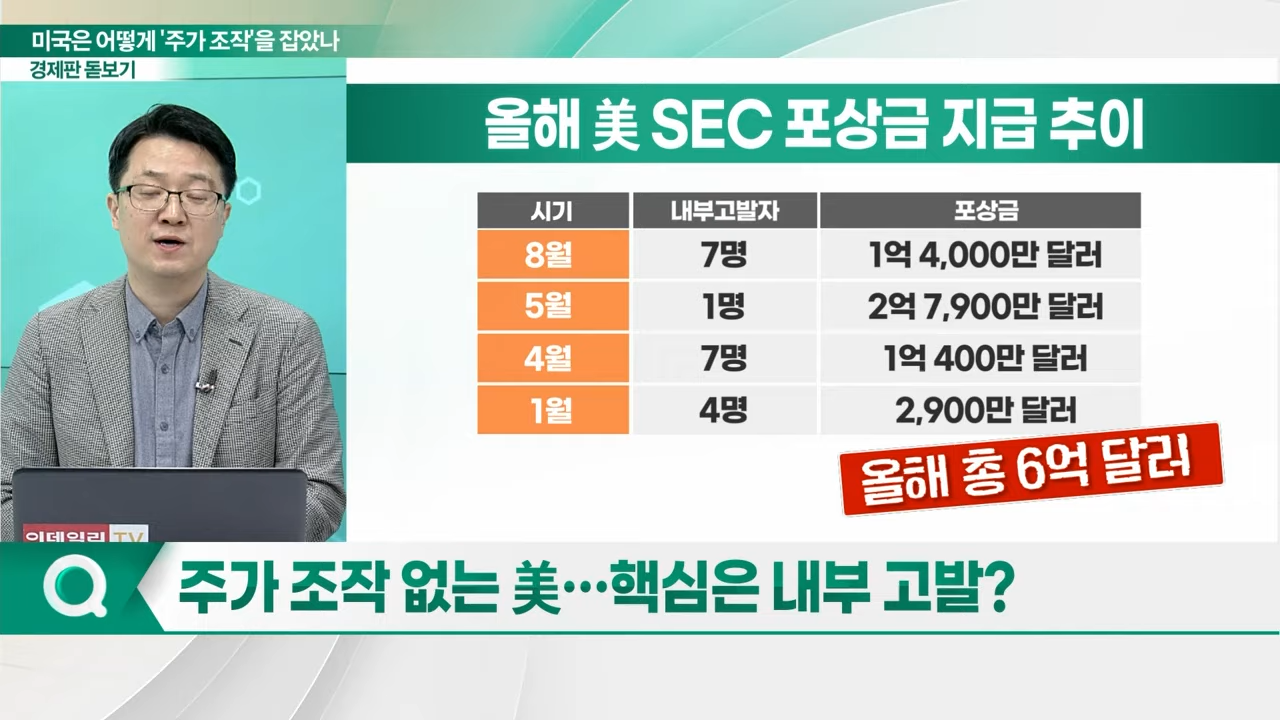 미국은 어떻게 '주가 조작'을 잡았나
경제판 돋보기
올해 美 SEC 포상금 지급 추이
시기 내부고발자 포상금
8월 7명 1억 4,000만 달러
5월 1명 2억 7,900만 달러
4월 7명 1억 400만 달러
1월 4명 2,900만 달러
올해 총 6억 달러
이데일리 TV
주가 조작 없는 美…핵심은 내부 고발?